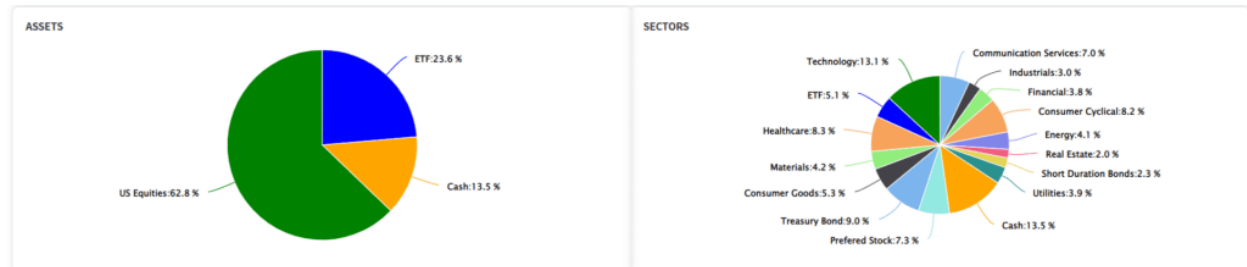 ASSETS
ETF:23.6 %
Cash:13.5 %
US Equities:62.8 %
SECTORS
Communication Services:7.0 %
Industrials:3.0 %
Financial:3.8 %
Consumer Cyclical:8.2 %
Energy:4.1 %
Real Estate:2.0 %
Short Duration Bonds:2.3 %
Utilities:3.9 %
Cash:13.5 %
Prefered Stock:7.3 %
Treasury Bond:9.0 %
Consumer Goods:5.3 %
Materials:4.2 %
Healthcare:8.3 %
ETF:5.1 %
Technology:13.1 %